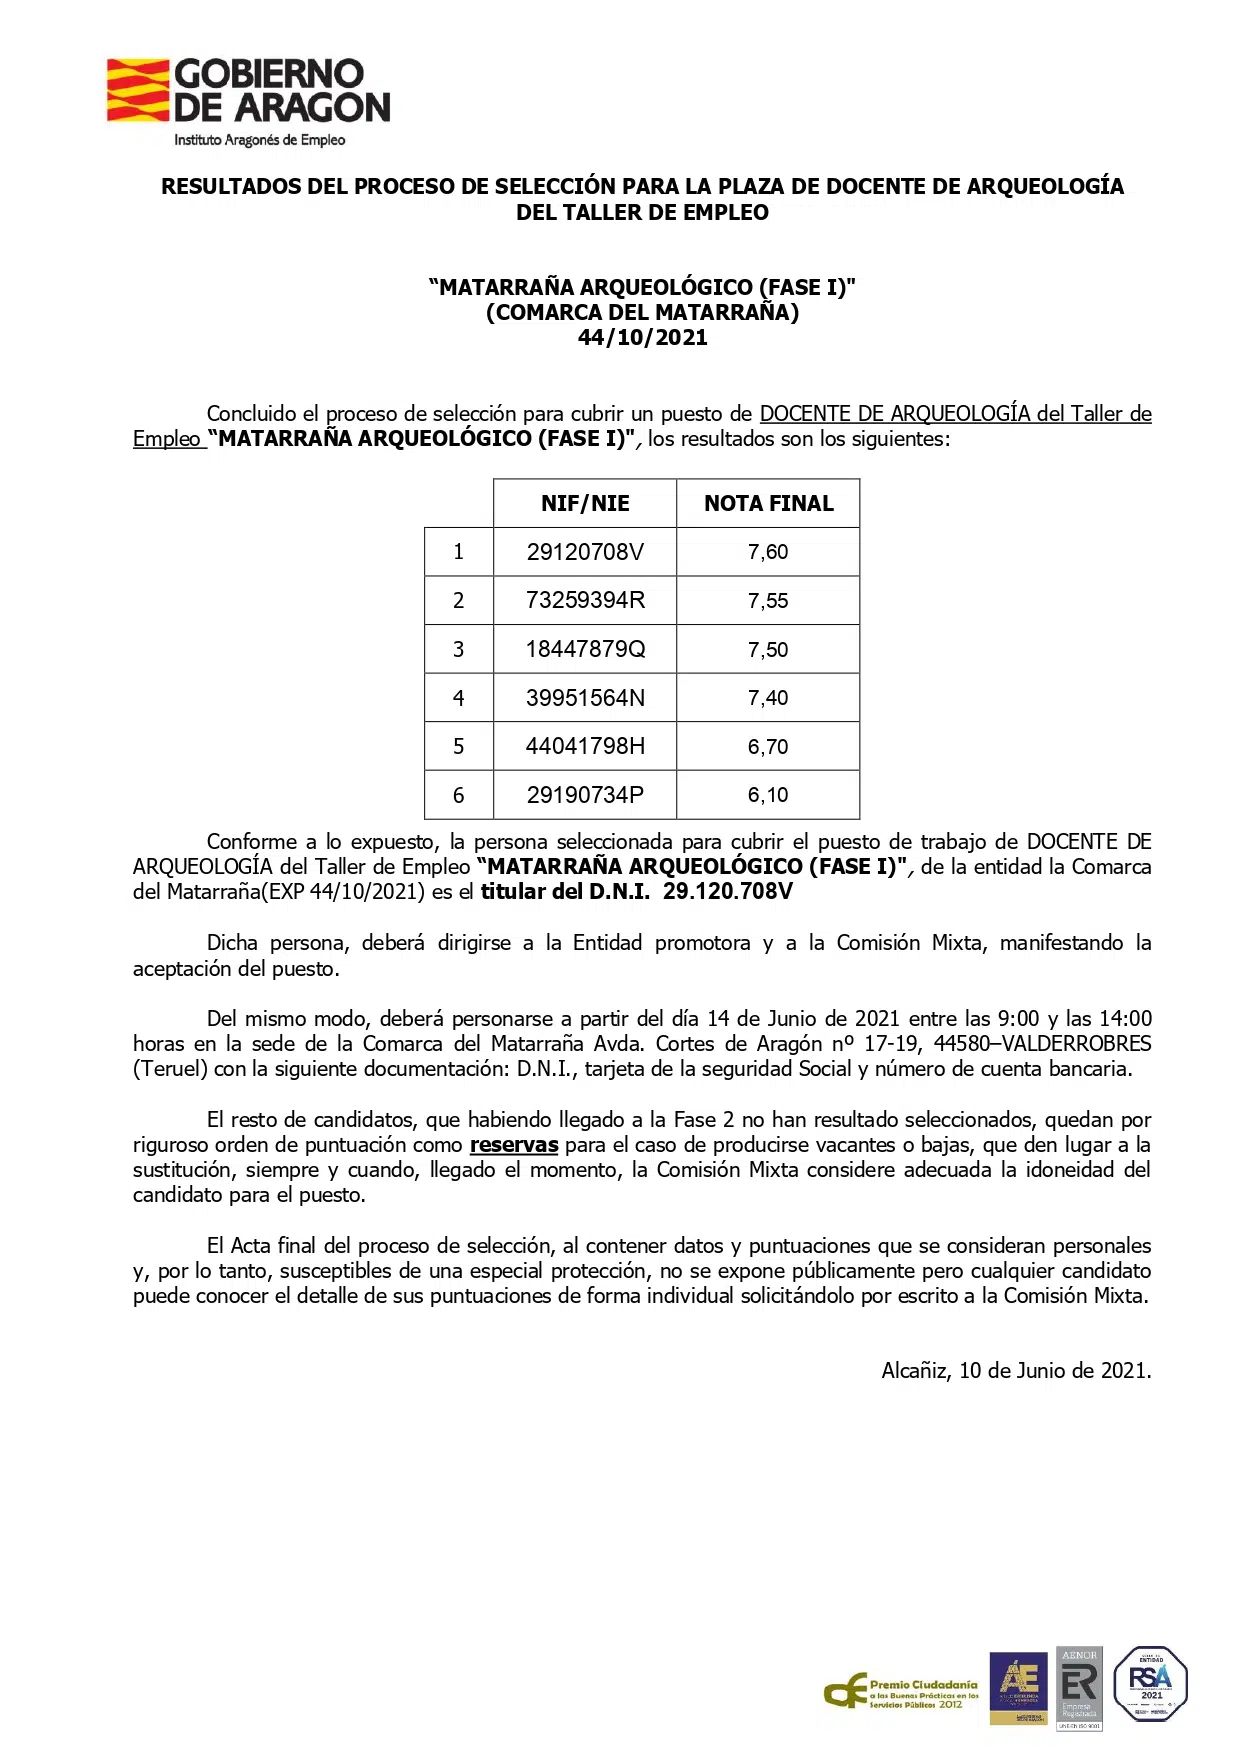 GOBIERNO
DE ARAGON
Instituto Aragonés de Empleo
RESULTADOS DEL PROCESO DE SELECCIÓN PARA LA PLAZA DE DOCENTE DE ARQUEOLOGÍA
DEL TALLER DE EMPLEO
“MATARRAÑA ARQUEOLÓGICO (FASE I)"
(COMARCA DEL MATARRAÑA)
44/10/2021
Concluido el proceso de selección para cubrir un puesto de DOCENTE DE ARQUEOLOGÍA del Taller de
Empleo “MATARRAÑA ARQUEOLÓGICO (FASE I)", los resultados son los siguientes:
NIF/NIE NOTA FINAL
1 29120708V 7,60
2 73259394R 7,55
3 18447879Q 7,50
4 39951564N 7,40
5 44041798H 6,70
6 29190734P 6,10
Conforme a lo expuesto, la persona seleccionada para cubrir el puesto de trabajo de DOCENTE DE
ARQUEOLOGÍA del Taller de Empleo “MATARRAÑA ARQUEOLÓGICO (FASE I)", de la entidad la Comarca
del Matarraña(EXP 44/10/2021) es el titular del D.N.I. 29.120.708V
Dicha persona, deberá dirigirse a la Entidad promotora y a la Comisión Mixta, manifestando la
aceptación del puesto.
Del mismo modo, deberá personarse a partir del día 14 de Junio de 2021 entre las 9:00 y las 14:00
horas en la sede de la Comarca del Matarraña Avda. Cortes de Aragón nº 17-19, 44580–VALDERROBRES
(Teruel) con la siguiente documentación: D.N.I., tarjeta de la seguridad Social y número de cuenta bancaria.
El resto de candidatos, que habiendo llegado a la Fase 2 no han resultado seleccionados, quedan por
riguroso orden de puntuación como reservas para el caso de producirse vacantes o bajas, que den lugar a la
sustitución, siempre y cuando, llegado el momento, la Comisión Mixta considere adecuada la idoneidad del
candidato para el puesto.
El Acta final del proceso de selección, al contener datos y puntuaciones que se consideran personales
y, por lo tanto, susceptibles de una especial protección, no se expone públicamente pero cualquier candidato
puede conocer el detalle de sus puntuaciones de forma individual solicitándolo por escrito a la Comisión Mixta.
Alcañiz, 10 de Junio de 2021.
Premio Ciudadanía
a las Buenas Prácticas en los
Servicios Públicos 2012
ÁE
AENOR
ER
Empresa
Registrada
UNE-EN ISO 9001
ENTIDAD
RSA
2021